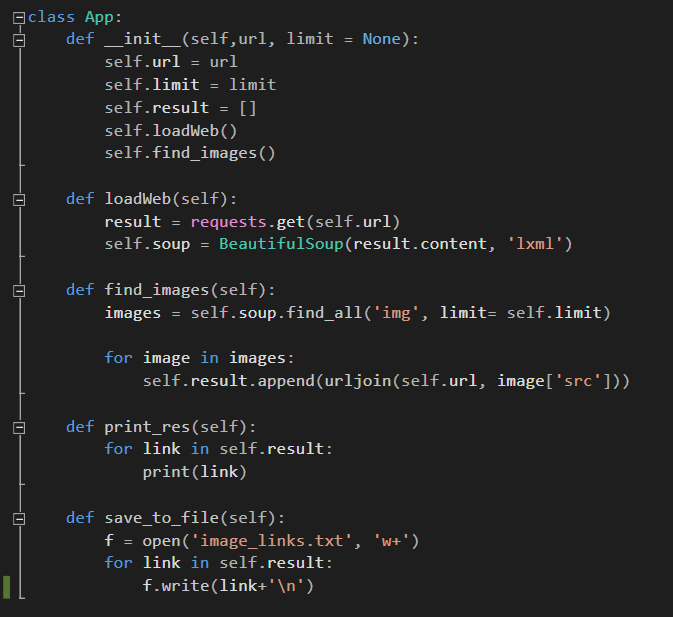 class App:
    def __init__(self,url, limit = None):
        self.url = url
        self.limit = limit
        self.result = []
        self.loadWeb()
        self.find_images()

    def loadWeb(self):
        result = requests.get(self.url)
        self.soup = BeautifulSoup(result.content, 'lxml')

    def find_images(self):
        images = self.soup.find_all('img', limit= self.limit)

        for image in images:
            self.result.append(urljoin(self.url, image['src']))

    def print_res(self):
        for link in self.result:
            print(link)

    def save_to_file(self):
        f = open('image_links.txt', 'w+')
        for link in self.result:
            f.write(link+'\n')